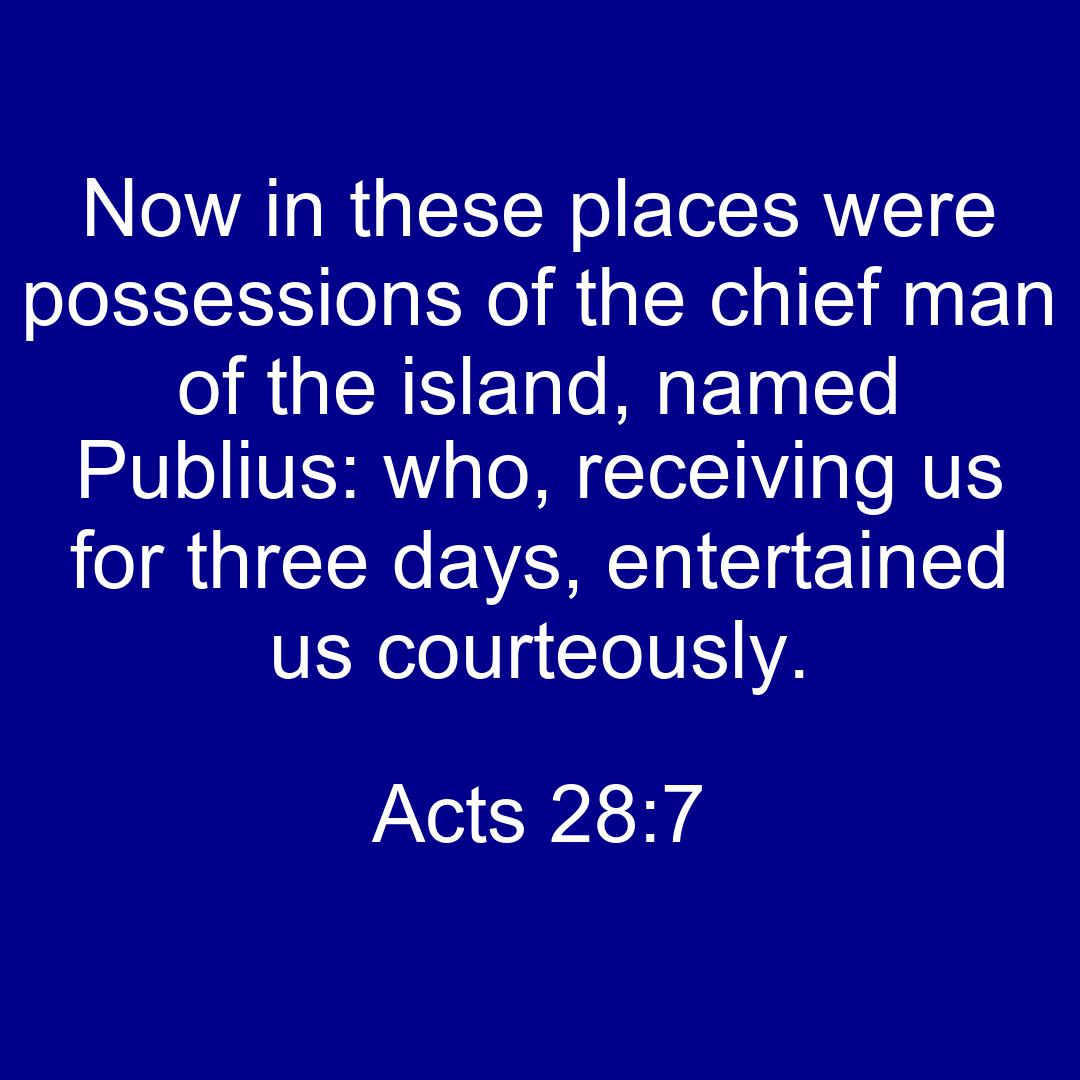 Now in these places were
possessions of the chief man
of the island, named
Publius: who, receiving us
for three days, entertained
us courteously.
Acts 28:7